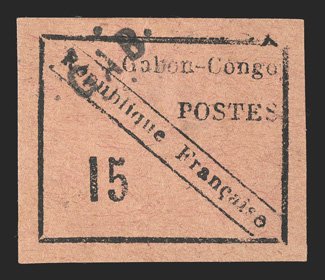 Gabon-Congo
POSTES
République Française
15